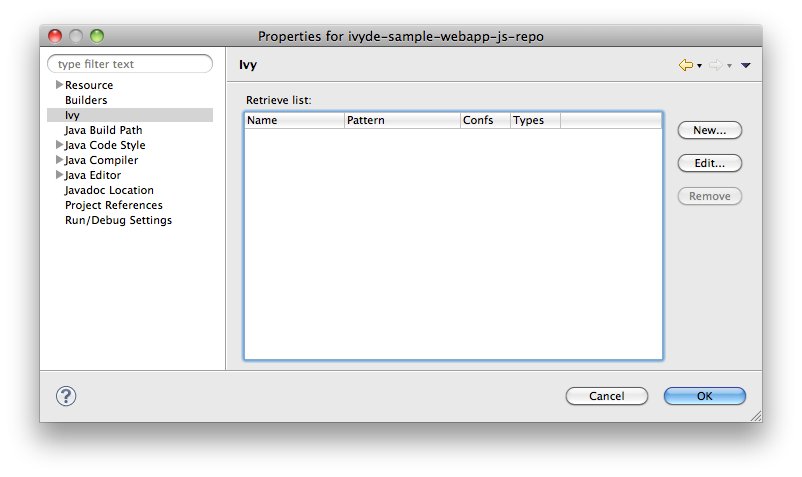 Properties for ivyde-sample-webapp-js-repo
type filter text
Resource
Builders
Ivy
Java Build Path
Java Code Style
Java Compiler
Java Editor
Javadoc Location
Project References
Run/Debug Settings
Ivy
Retrieve list:
Name Pattern Confs Types
New...
Edit...
Remove
?
Cancel OK